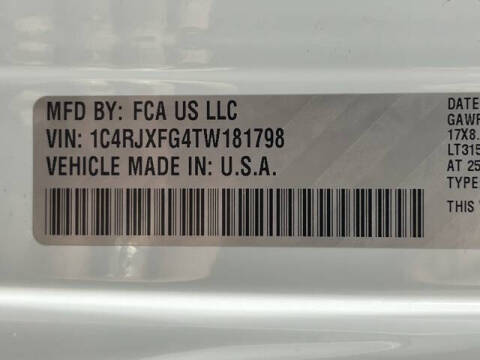 MFD BY: FCA US LLC
VIN: 1C4RJXFG4TW181798
VEHICLE MADE IN: U.S.A.
DATE
GAWR
17X8.
LT315
AT 25
TYPE
THIS